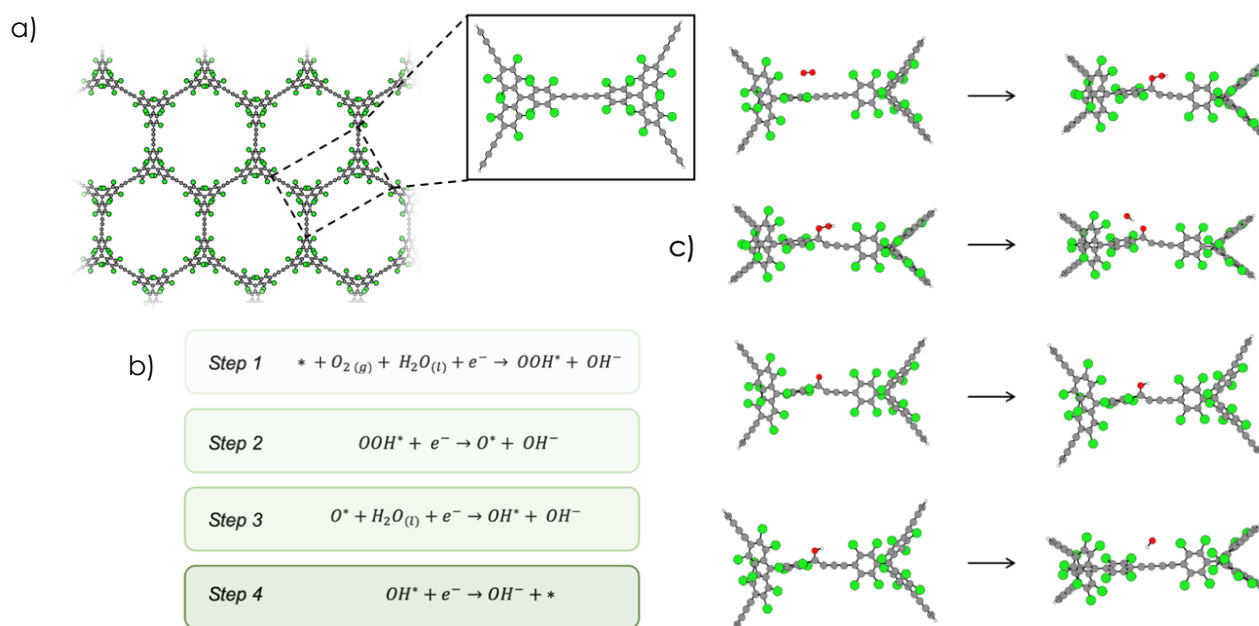 a)
b)
Step 1 * + O₂ (g) + H₂O(l) + e⁻ → OOH* + OH⁻
Step 2 OOH* + e⁻ → O* + OH⁻
Step 3 O* + H₂O(l) + e⁻ → OH* + OH⁻
Step 4 OH* + e⁻ → OH⁻ + *
c)